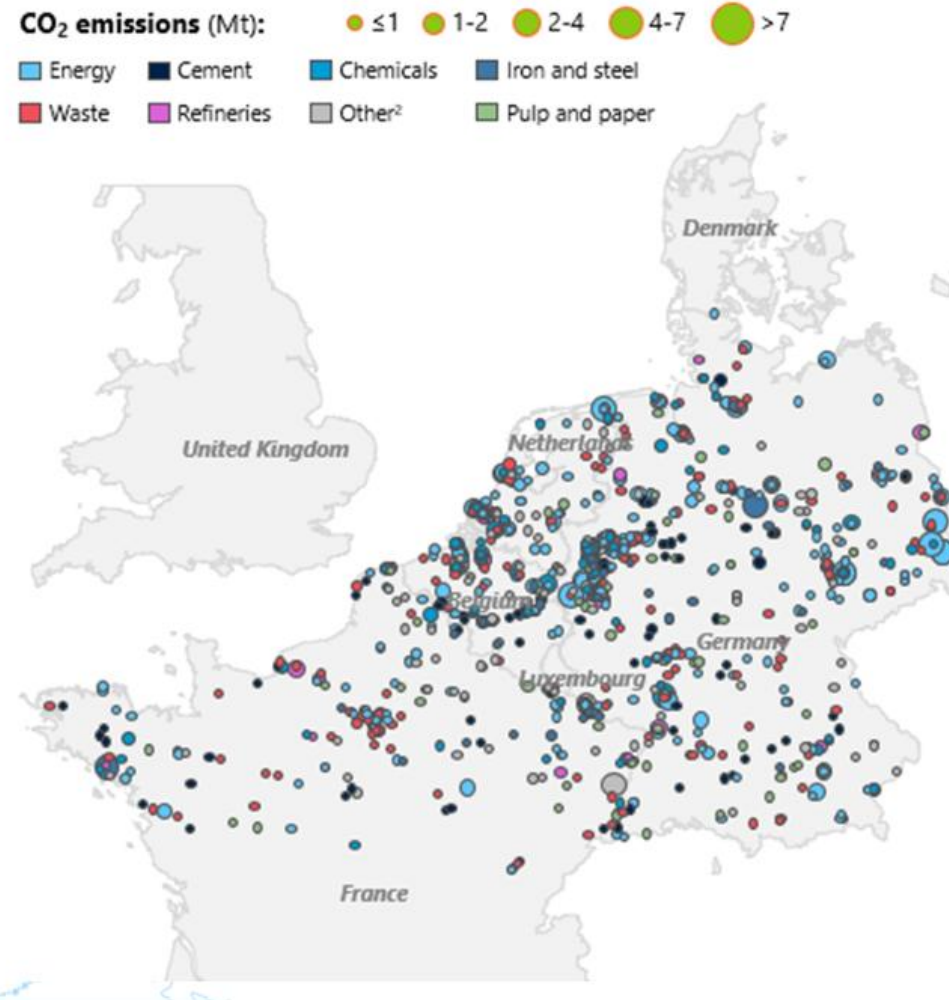 CO₂ emissions (Mt): ≤1 1-2 2-4 4-7 >7
Energy Cement Chemicals Iron and steel
Waste Refineries Other² Pulp and paper
Denmark
United Kingdom
Netherlands
Belgium
Germany
Luxembourg
France